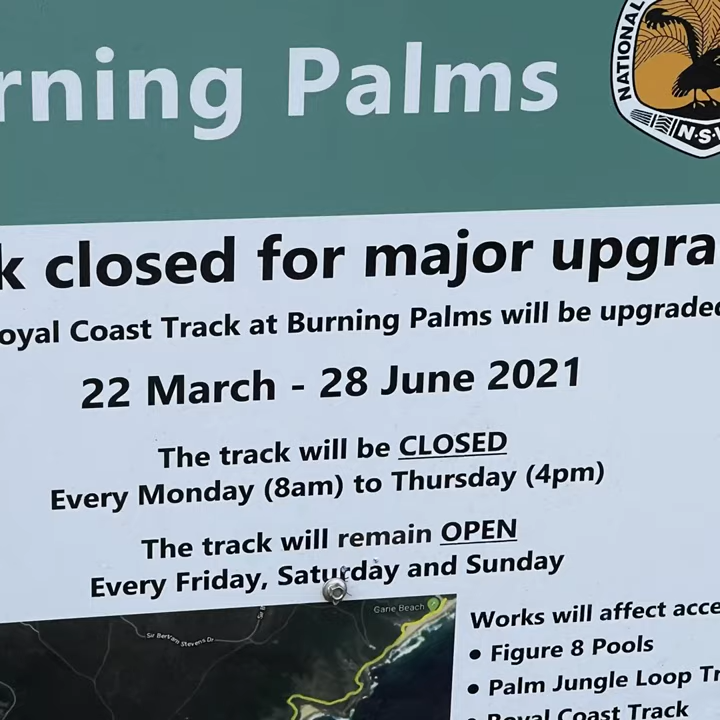 rning Palms
NATIONAL
N.S.
k closed for major upgra
oyal Coast Track at Burning Palms will be upgraded
22 March - 28 June 2021
The track will be CLOSED
Every Monday (8am) to Thursday (4pm)
The track will remain OPEN
Every Friday, Saturday and Sunday
Garie Beach
Sir Bertram Stevens Dr
Works will affect acce
• Figure 8 Pools
• Palm Jungle Loop Tr
• Royal Coast Track